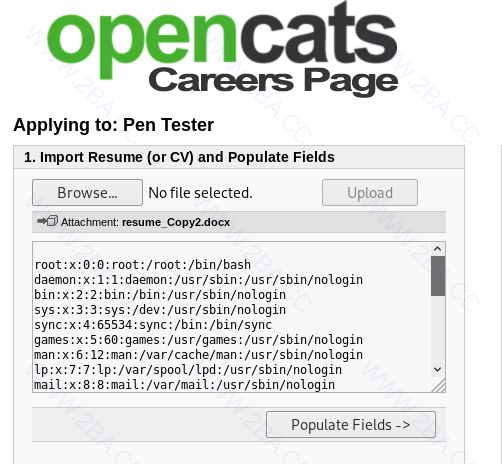 opencats
Careers Page
Applying to: Pen Tester
1. Import Resume (or CV) and Populate Fields
Browse... No file selected. Upload
Attachment: resume_Copy2.docx
root:x:0:0:root:/root:/bin/bash
daemon:x:1:1:daemon:/usr/sbin:/usr/sbin/nologin
bin:x:2:2:bin:/bin:/usr/sbin/nologin
sys:x:3:3:sys:/dev:/usr/sbin/nologin
sync:x:4:65534:sync:/bin:/bin/sync
games:x:5:60:games:/usr/games:/usr/sbin/nologin
man:x:6:12:man:/var/cache/man:/usr/sbin/nologin
lp:x:7:7:lp:/var/spool/lpd:/usr/sbin/nologin
mail:x:8:8:mail:/var/mail:/usr/sbin/nologin
Populate Fields ->
WWW.2BA.CC